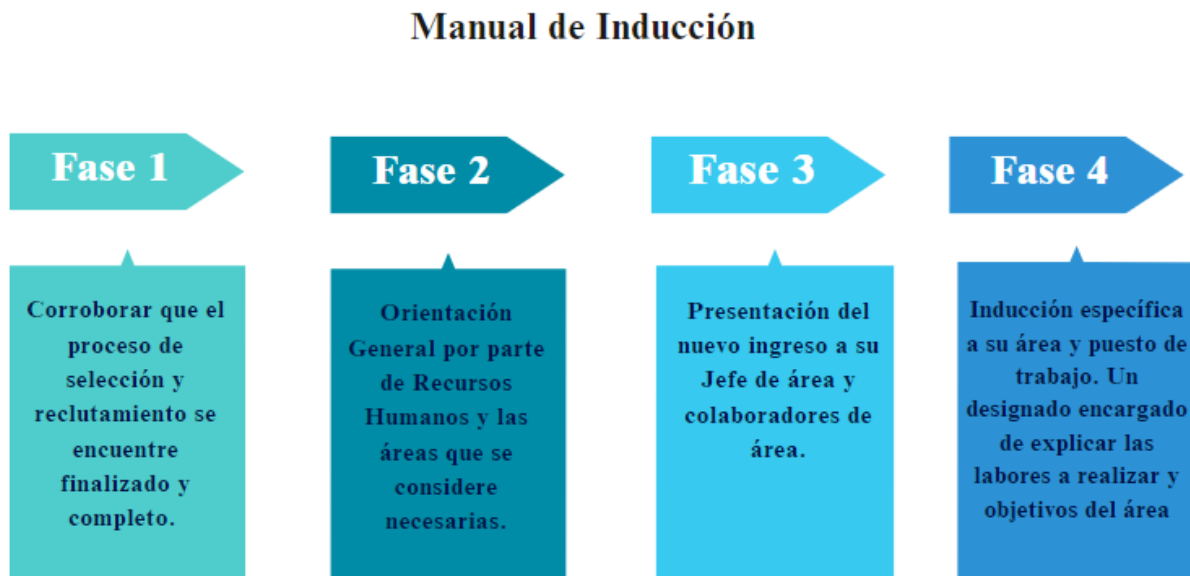 Manual de Inducción
Fase 1
Fase 2
Fase 3
Fase 4
Corroborar que el
proceso de
selección y
reclutamiento se
encuentre
finalizado y
completo.
Orientación
General por parte
de Recursos
Humanos y las
áreas que se
considere
necesarias.
Presentación del
nuevo ingreso a su
Jefe de área y
colaboradores de
área.
Inducción específica
a su área y puesto de
trabajo. Un
designado encargado
de explicar las
labores a realizar y
objetivos del área